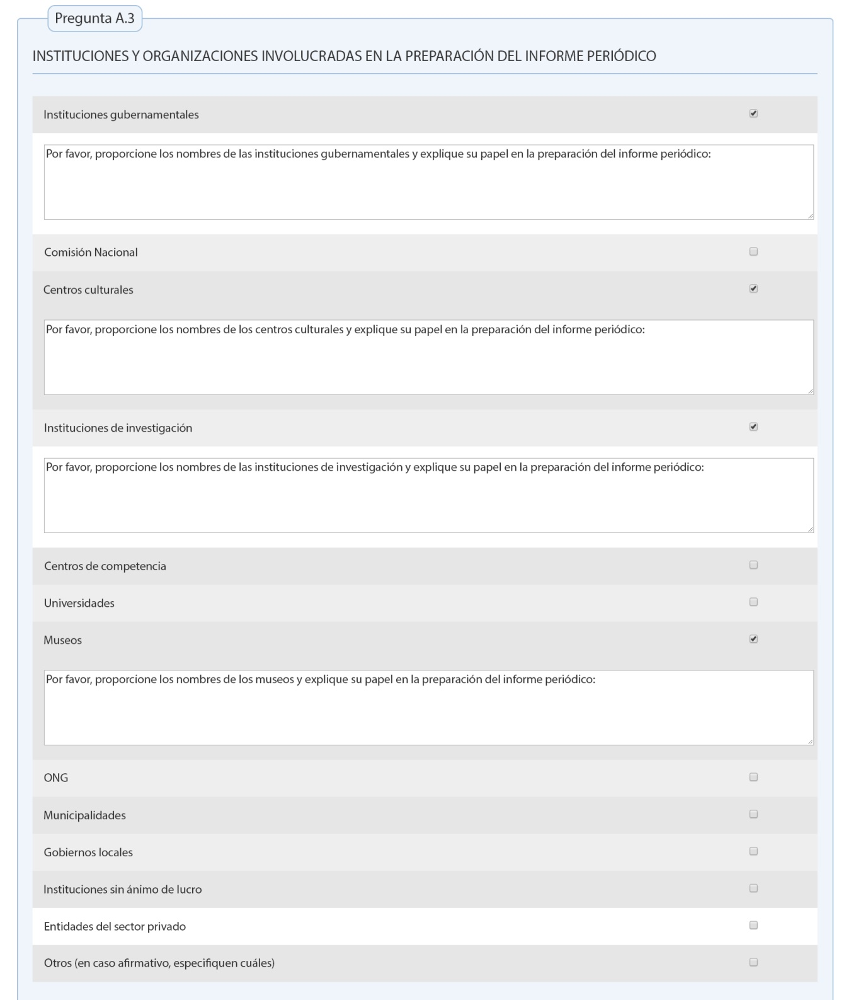 Pregunta A.3
INSTITUCIONES Y ORGANIZACIONES INVOLUCRADAS EN LA PREPARACIÓN DEL INFORME PERIÓDICO
Instituciones gubernamentales
Por favor, proporcione los nombres de las instituciones gubernamentales y explique su papel en la preparación del informe periódico:
Comisión Nacional
Centros culturales
Por favor, proporcione los nombres de los centros culturales y explique su papel en la preparación del informe periódico:
Instituciones de investigación
Por favor, proporcione los nombres de las instituciones de investigación y explique su papel en la preparación del informe periódico:
Centros de competencia
Universidades
Museos
Por favor, proporcione los nombres de los museos y explique su papel en la preparación del informe periódico:
ONG
Municipalidades
Gobiernos locales
Instituciones sin ánimo de lucro
Entidades del sector privado
Otros (en caso afirmativo, especifiquen cuáles)